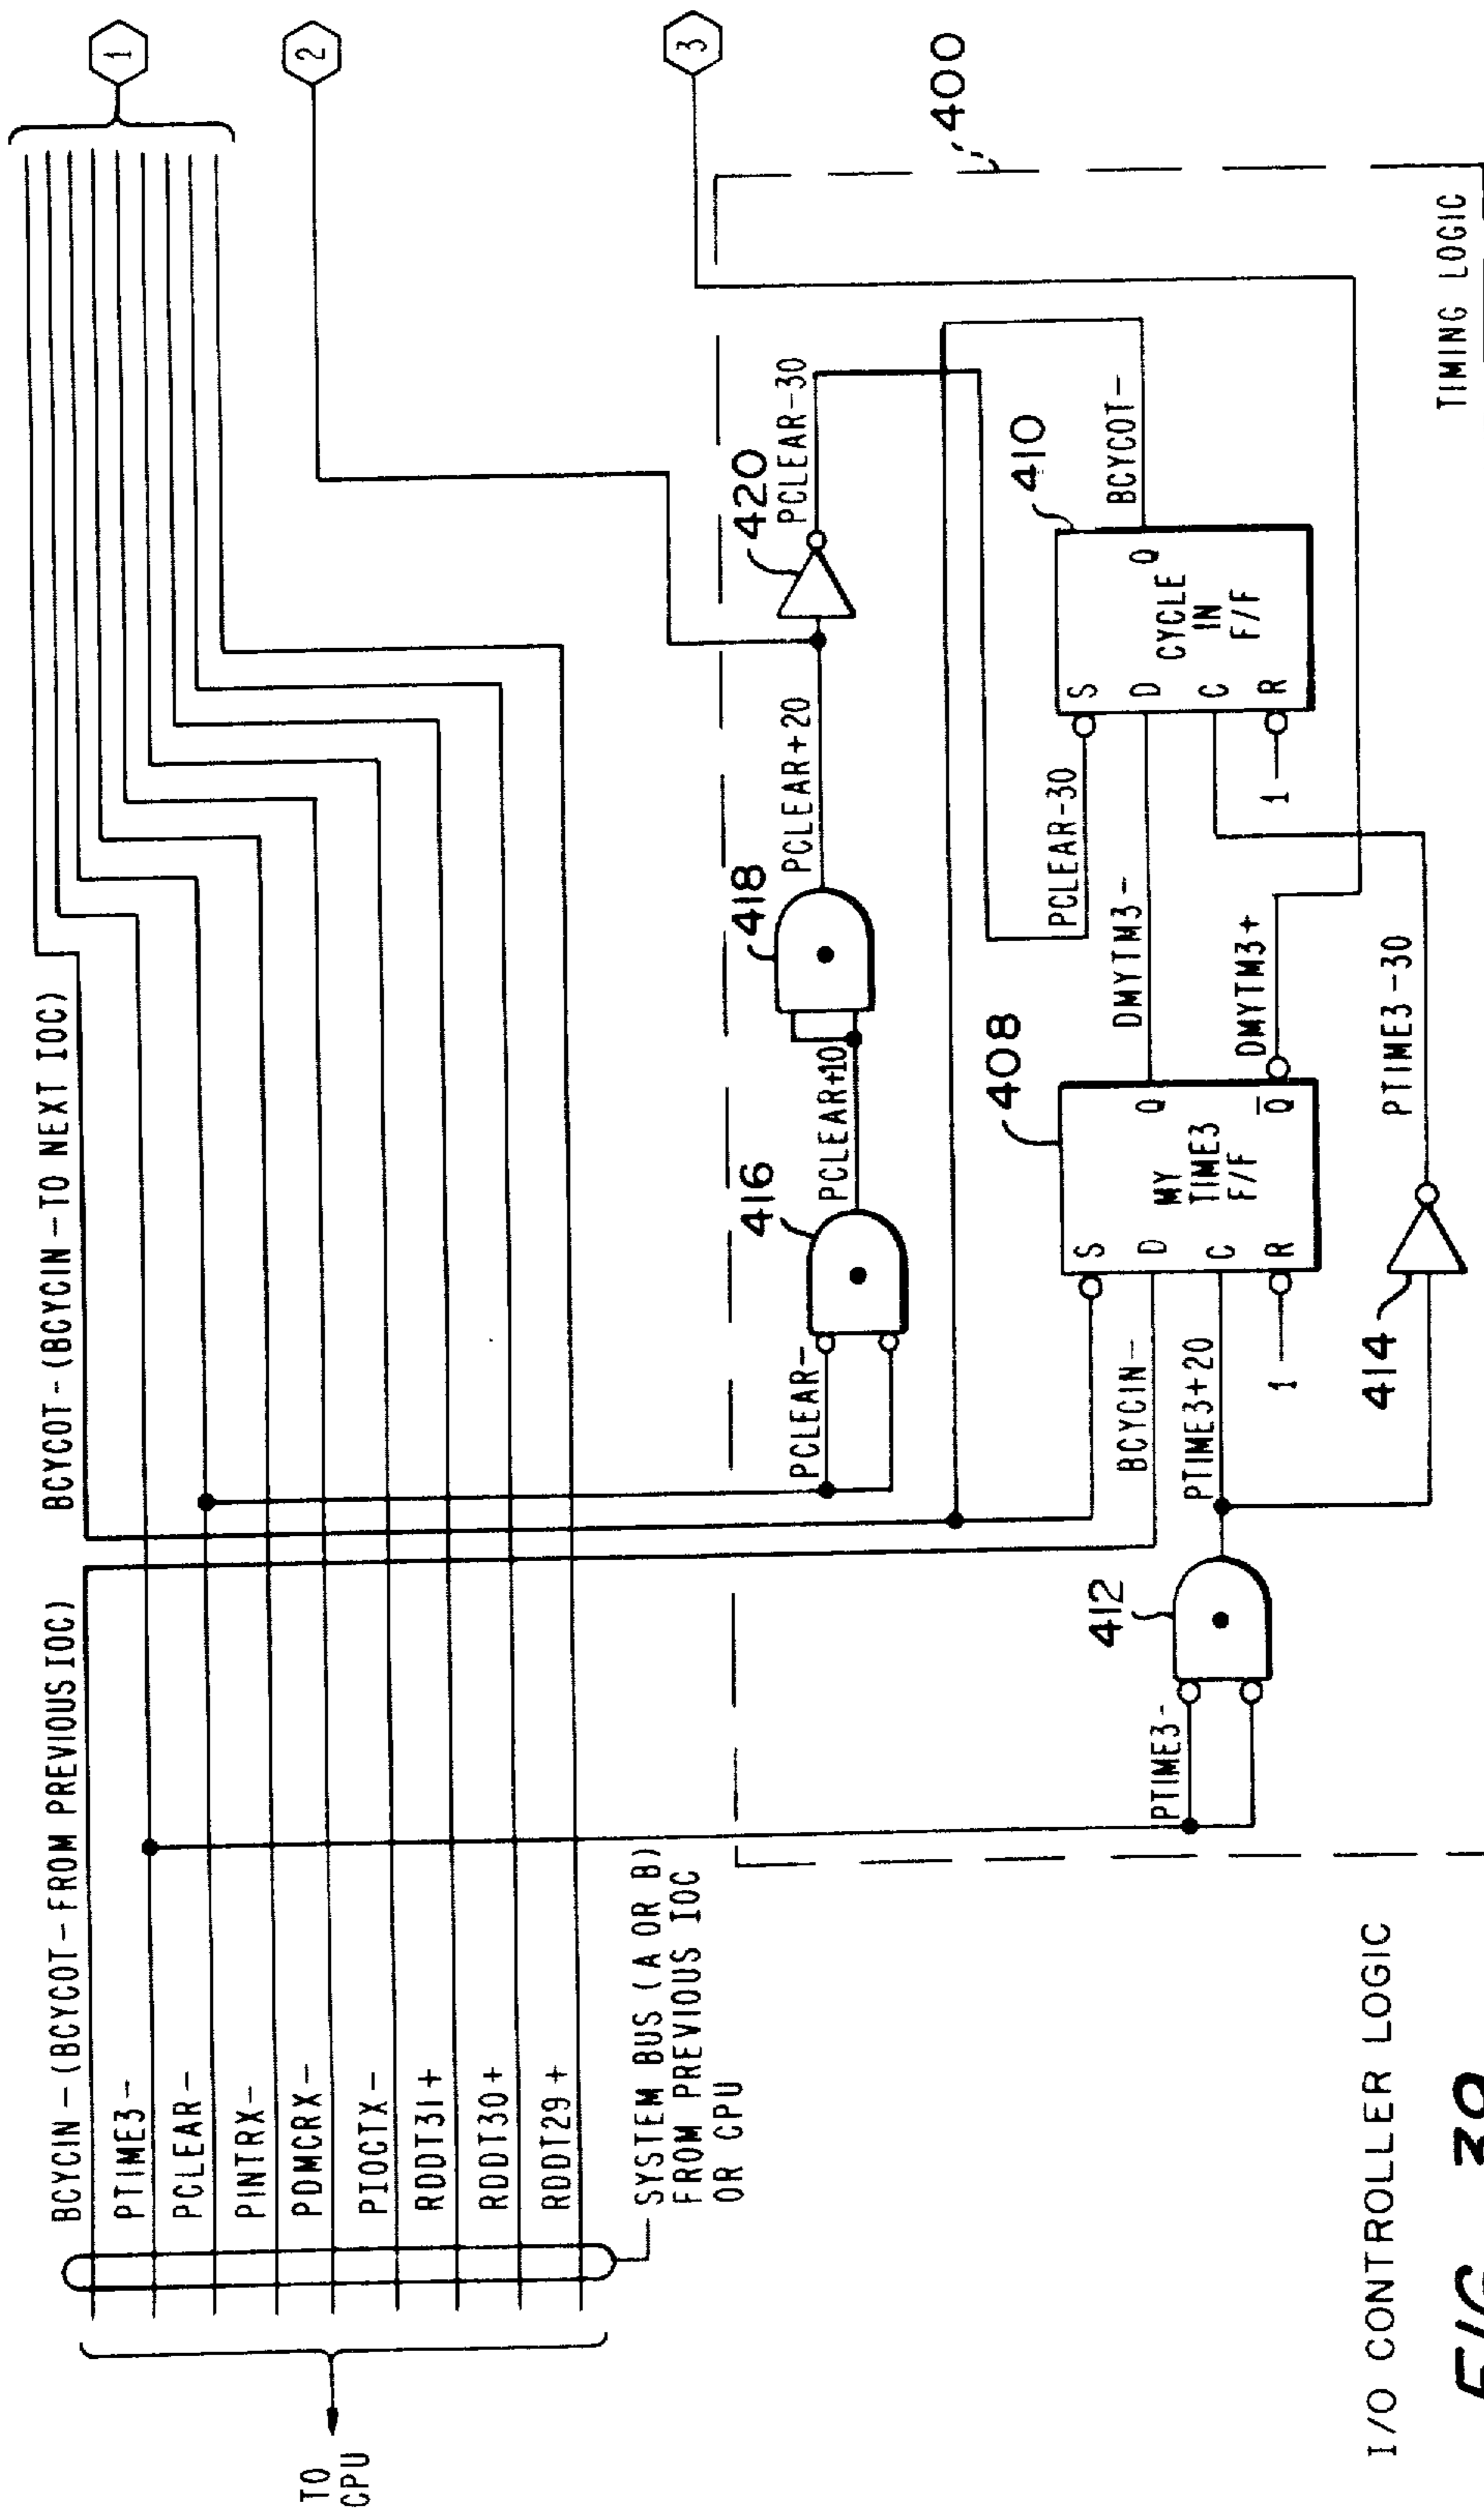 BCYCIN-(BCYCOT-FROM PREVIOUS IOC)
BCYCOT-(BCYCIN-TO NEXT IOC)
PTIME3-
PCLEAR-
PINTRX-
PDMCRX-
PIOCTX-
RDDT31+
RDDT30+
RDDT29+
TO
CPU
SYSTEM BUS (A OR B)
FROM PREVIOUS IOC
OR CPU
1
2
3
400
PCLEAR-
416
PCLEAR+10
418
PCLEAR+20
420
PCLEAR-30
PTIME3-
412
BCYCIN-
PTIME3+20
1
408
S
D
C
R
MY
TIME3
F/F
Q
Q
DMYTM3-
DMYTM3+
PCLEAR-30
1
410
S
D
C
R
CYCLE
IN
F/F
Q
BCYCOT-
414
PTIME3-30
TIMING LOGIC
I/O CONTROLLER LOGIC